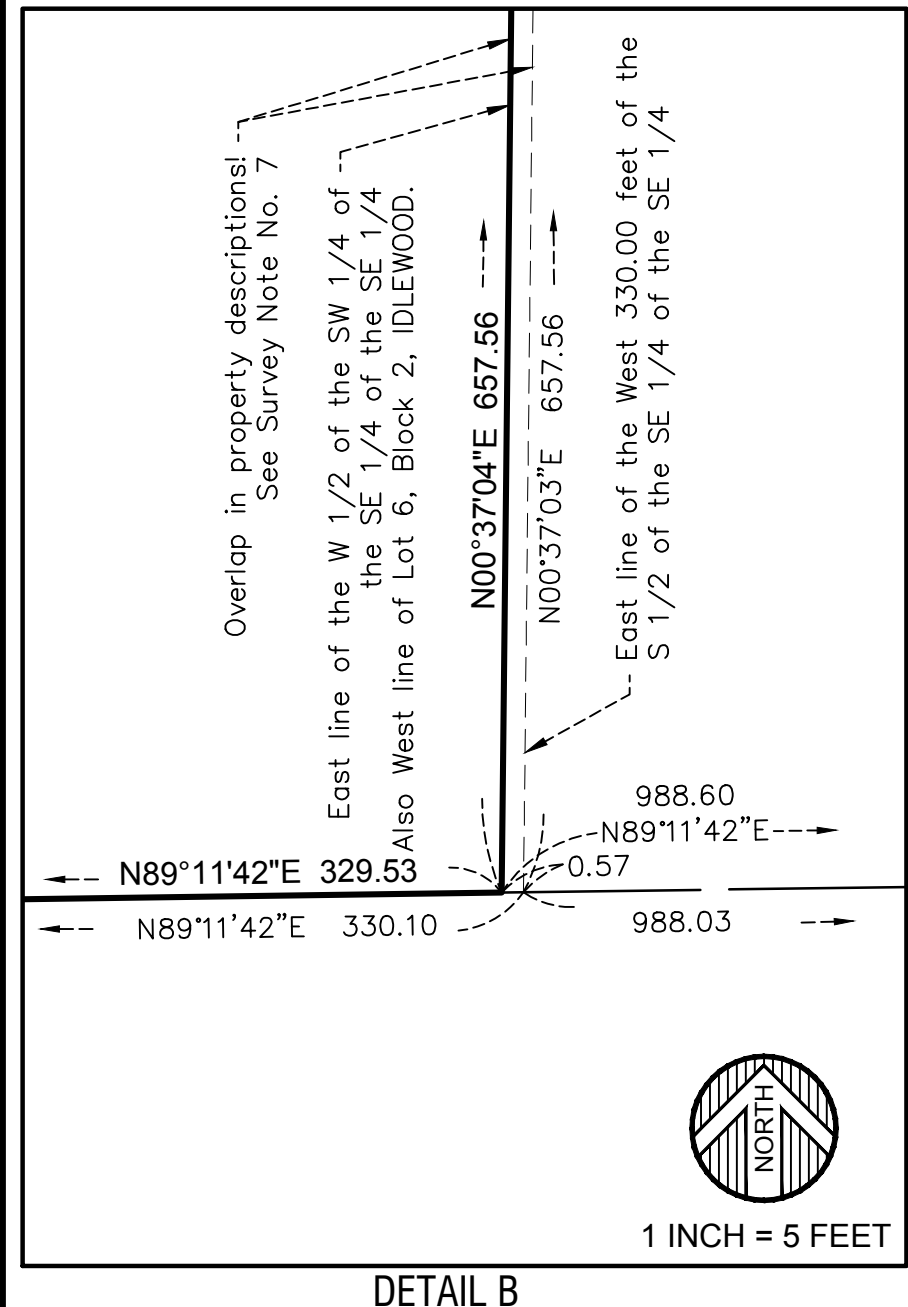 Overlap in property descriptions!
See Survey Note No. 7
East line of the W 1/2 of the SW 1/4 of
the SE 1/4 of the SE 1/4
Also West line of Lot 6, Block 2, IDLEWOOD.
N00°37'04"E 657.56
N00°37'03"E 657.56
East line of the West 330.00 feet of the
S 1/2 of the SE 1/4 of the SE 1/4
988.60
N89°11'42"E
0.57
N89°11'42"E 329.53
N89°11'42"E 330.10
988.03
NORTH
1 INCH = 5 FEET
DETAIL B